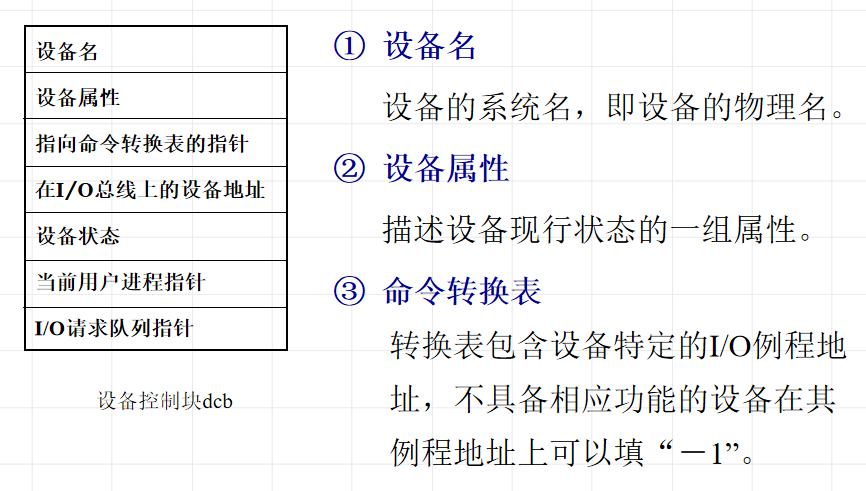 设备名
设备属性
指向命令转换表的指针
在I/O总线上的设备地址
设备状态
当前用户进程指针
I/O请求队列指针
设备控制块dcb
① 设备名
设备的系统名，即设备的物理名。
② 设备属性
描述设备现行状态的一组属性。
③ 命令转换表
转换表包含设备特定的I/O例程地
址，不具备相应功能的设备在其
例程地址上可以填“－1”。